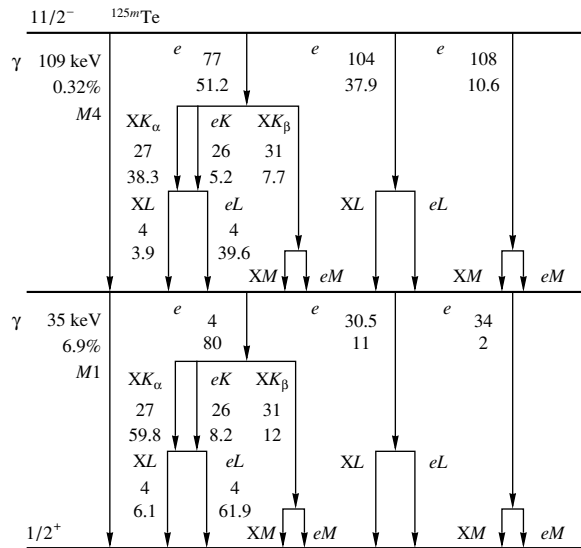 11/2⁻ ¹²⁵ᵐTe
γ 109 keV e 77 e 104 e 108
0.32% 51.2 37.9 10.6
M4 XKα eK XKβ
27 26 31
38.3 5.2 7.7
XL eL XL eL
4 4
3.9 39.6
XM eM XM eM
γ 35 keV e 4 e 30.5 e 34
6.9% 80 11 2
M1 XKα eK XKβ
27 26 31
59.8 8.2 12
XL eL XL eL
4 4
6.1 61.9
1/2⁺ XM eM XM eM